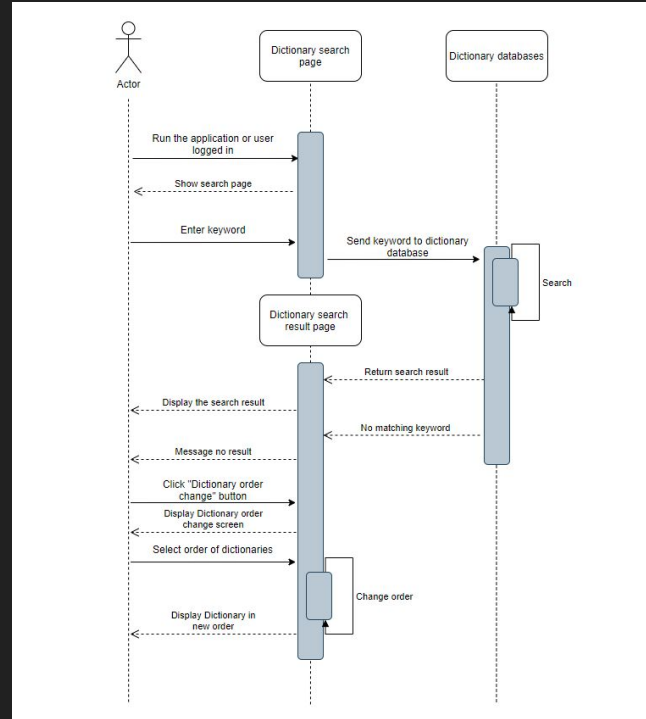 Dictionary search
page
Dictionary databases
Actor
Run the application or user
logged in
Show search page
Enter keyword
Send keyword to dictionary
database
Search
Dictionary search
result page
Return search result
Display the search result
No matching keyword
Message no result
Click "Dictionary order
change" button
Display Dictionary order
change screen
Select order of dictionaries
Change order
Display Dictionary in
new order